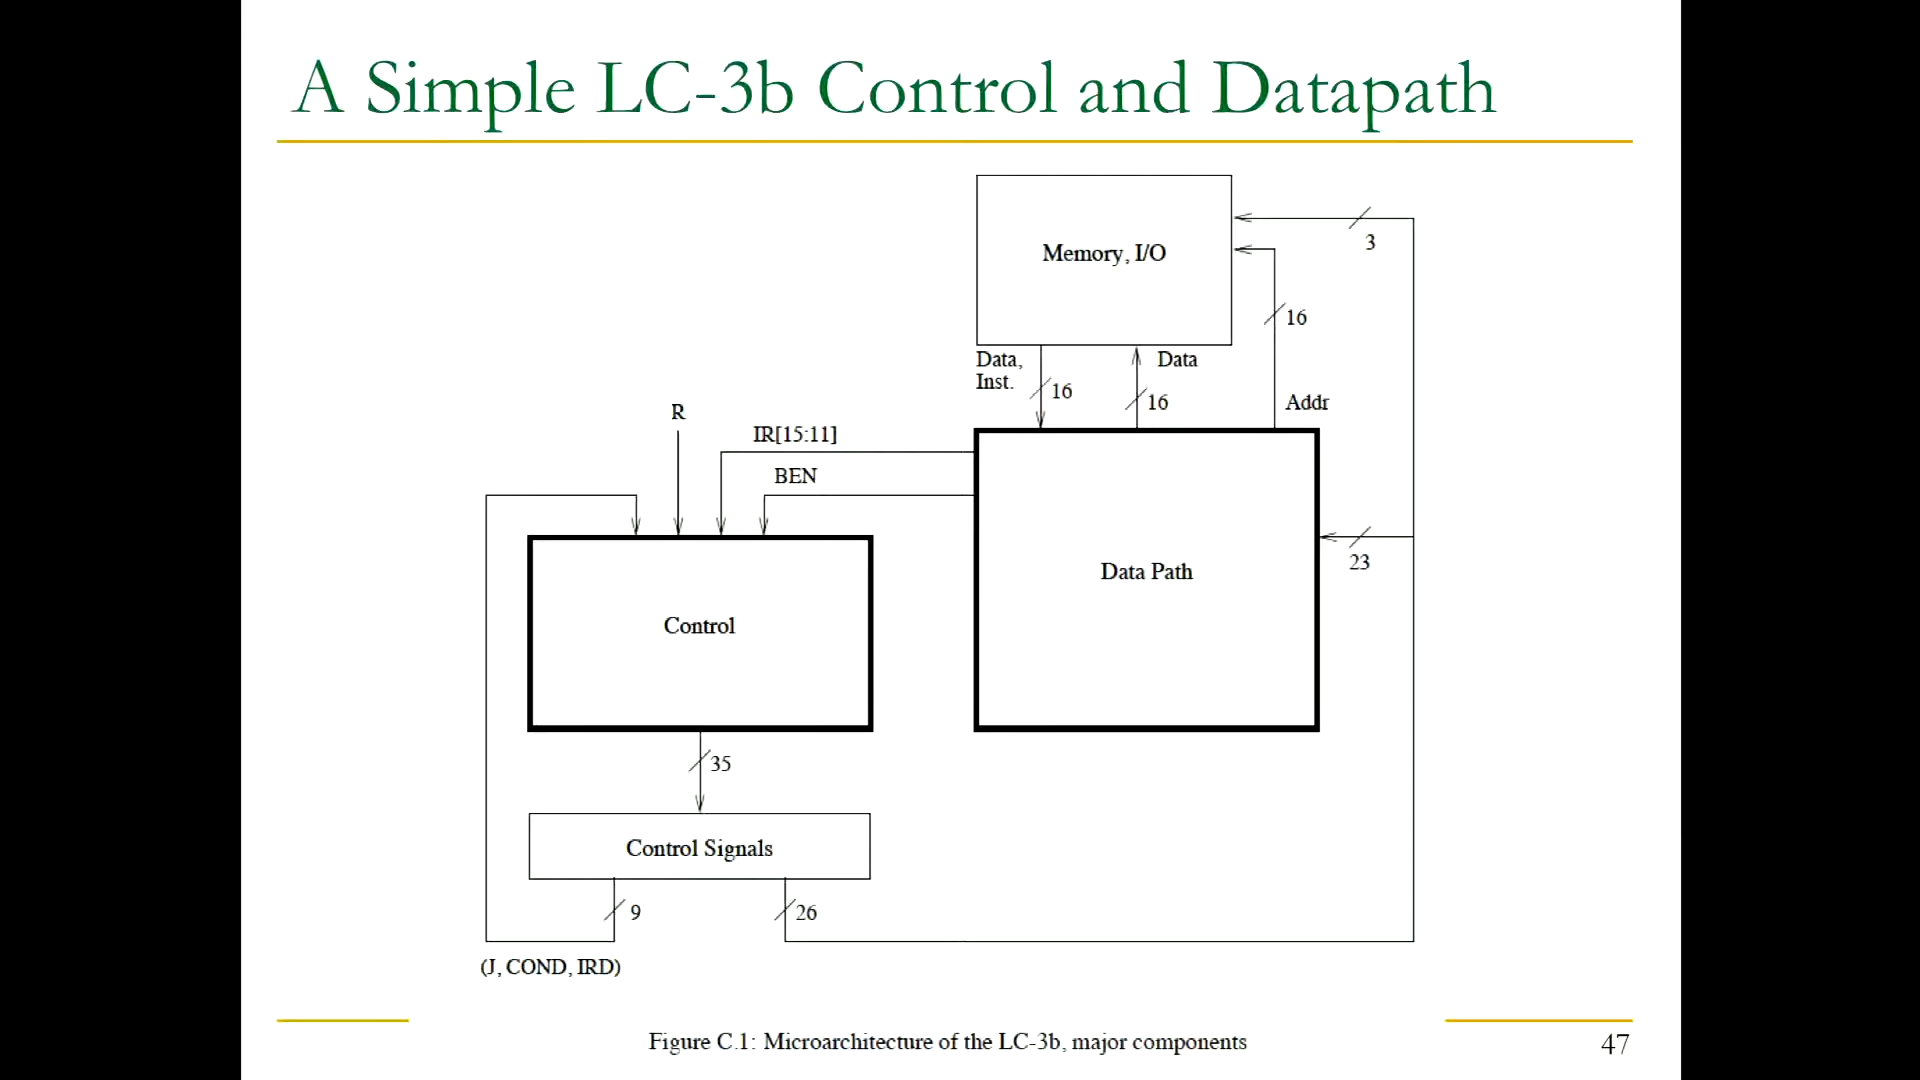 A Simple LC-3b Control and Datapath
Memory, I/O
3
16
Data,
Inst.
16
Data
16
Addr
R
IR[15:11]
BEN
23
Data Path
Control
35
Control Signals
9
26
(J, COND, IRD)
Figure C.1: Microarchitecture of the LC-3b, major components
47